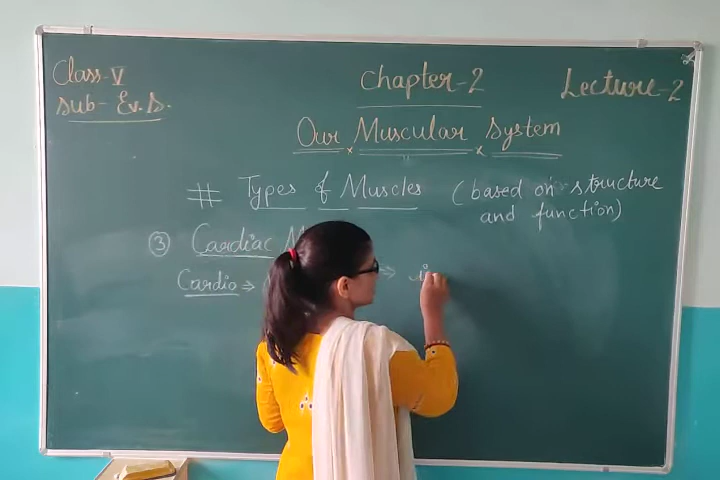 Class-V
Sub- Ev.S.
Chapter-2
Lecture-2
Our Muscular System
# Types of Muscles (based on structure
and function)
③ Cardiac
Cardio →